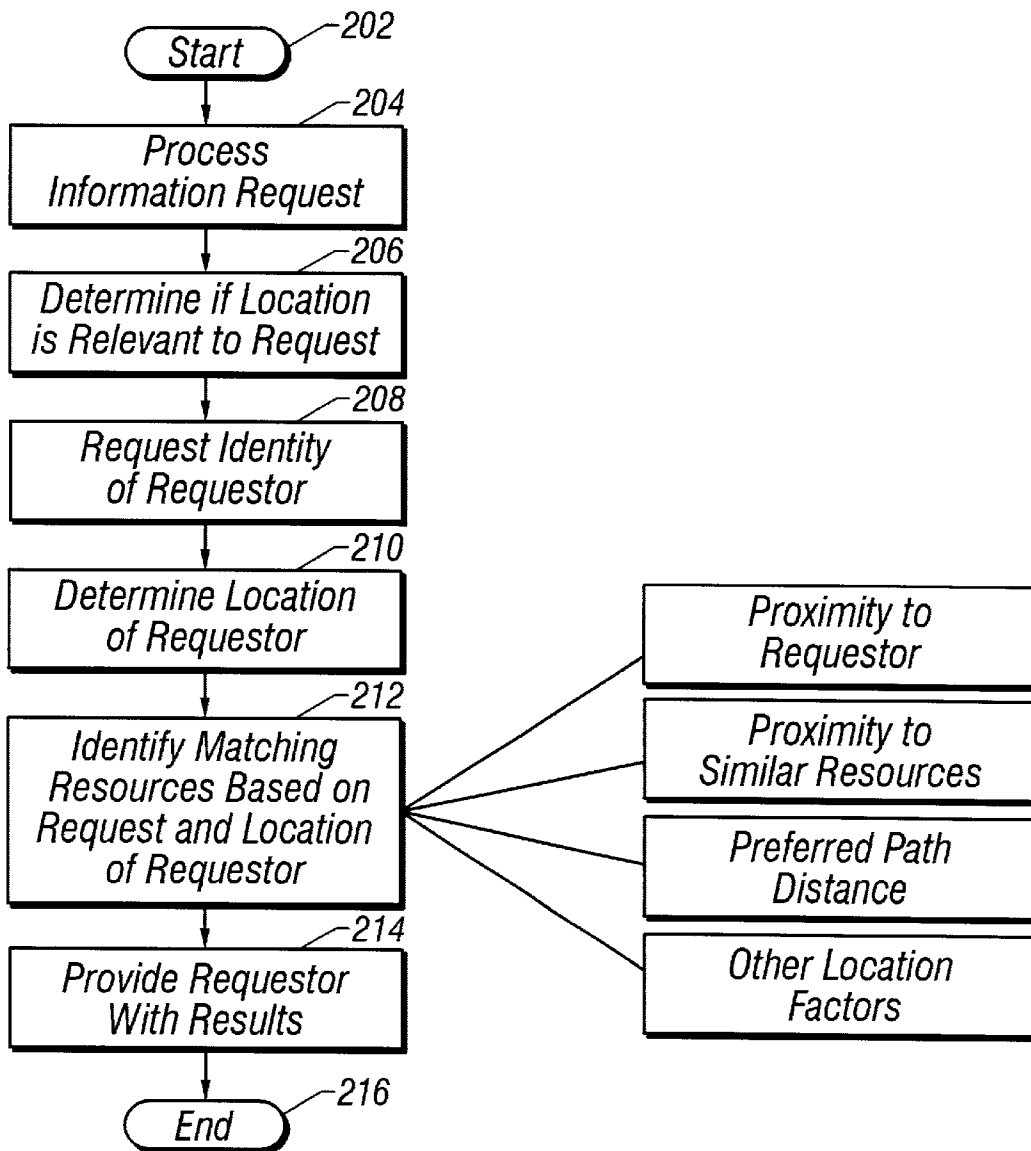 Start
202
204
Process
Information Request
206
Determine if Location
is Relevant to Request
208
Request Identity
of Requestor
210
Determine Location
of Requestor
212
Identify Matching
Resources Based on
Request and Location
of Requestor
Proximity to
Requestor
Proximity to
Similar Resources
Preferred Path
Distance
Other Location
Factors
214
Provide Requestor
With Results
End
216